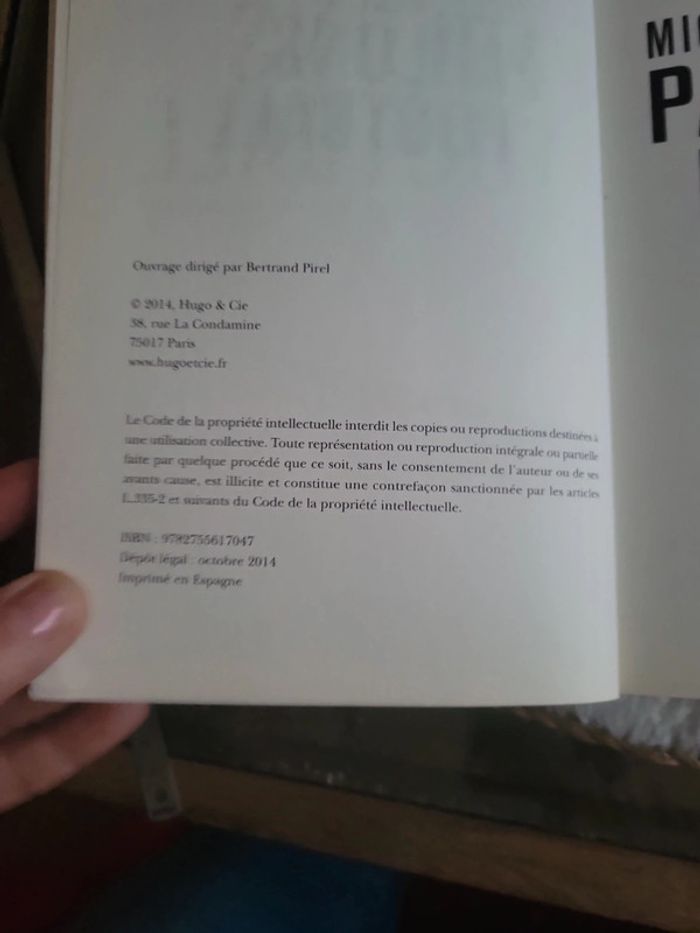 Ouvrage dirigé par Bertrand Pirel
© 2014, Hugo & Cie
38, rue La Condamine
75017 Paris
www.hugoetcie.fr
Le Code de la propriété intellectuelle interdit les copies ou reproductions destinées à
une utilisation collective. Toute représentation ou reproduction intégrale ou partielle
faite par quelque procédé que ce soit, sans le consentement de l'auteur ou de ses
ayants cause, est illicite et constitue une contrefaçon sanctionnée par les articles
L.335-2 et suivants du Code de la propriété intellectuelle.
ISBN : 9782755617047
Dépôt légal : octobre 2014
Imprimé en Espagne
MI
P